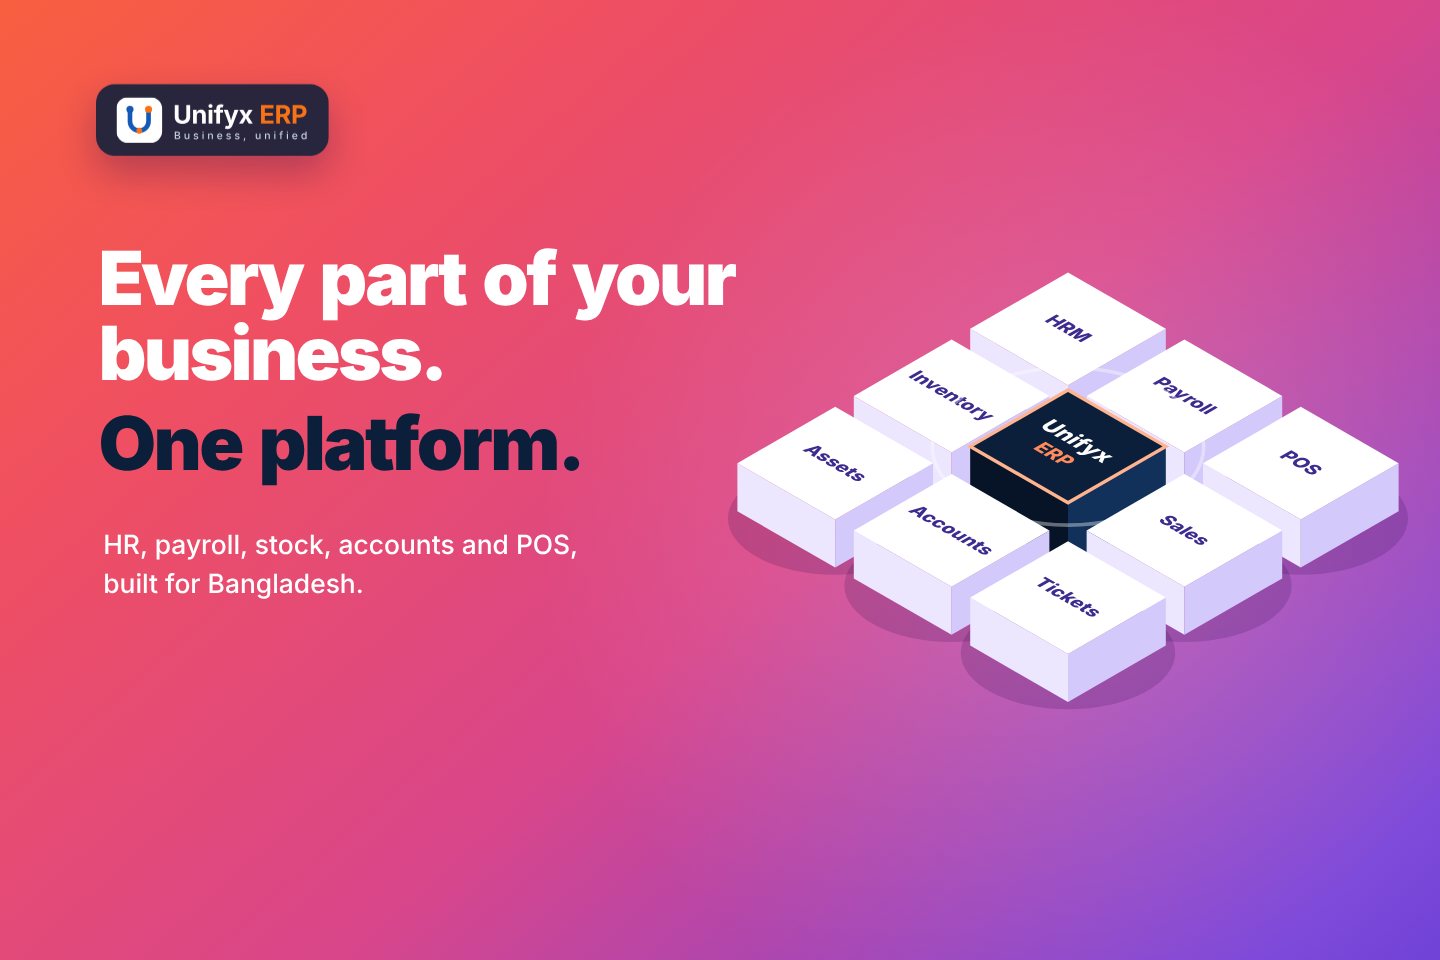 Unifyx ERP
Business, unified
Every part of your
business.
One platform.
HR, payroll, stock, accounts and POS,
built for Bangladesh.
HRM
Inventory
Payroll
Assets
Unifyx
ERP
POS
Accounts
Sales
Tickets